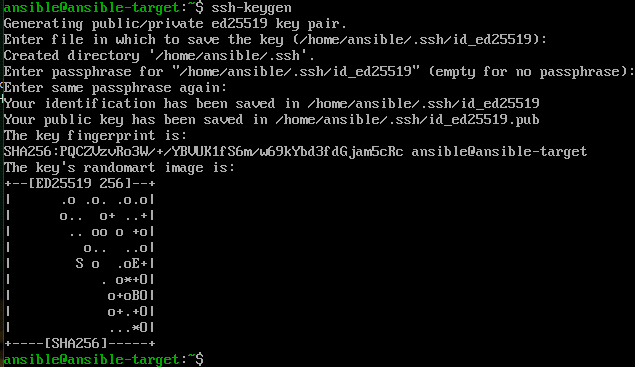 ansible@ansible-target:~$ ssh-keygen
Generating public/private ed25519 key pair.
Enter file in which to save the key (/home/ansible/.ssh/id_ed25519):
Created directory '/home/ansible/.ssh'.
Enter passphrase for "/home/ansible/.ssh/id_ed25519" (empty for no passphrase):
Enter same passphrase again:
Your identification has been saved in /home/ansible/.ssh/id_ed25519
Your public key has been saved in /home/ansible/.ssh/id_ed25519.pub
The key fingerprint is:
SHA256:PQCZVzvRo3W/+/YBVUK1fS6m/w69kYbd3fdGjam5cRc ansible@ansible-target
The key's randomart image is:
+--[ED25519 256]--+
|      .o .o. .o.o|
|      o..  o+ ..+|
|       .. oo o +o|
|         o..  ..o|
|        S o  .oE+|
|           . o*+O|
|            o+oBO|
|            o+.+O|
|            ...*O|
+----[SHA256]-----+
ansible@ansible-target:~$